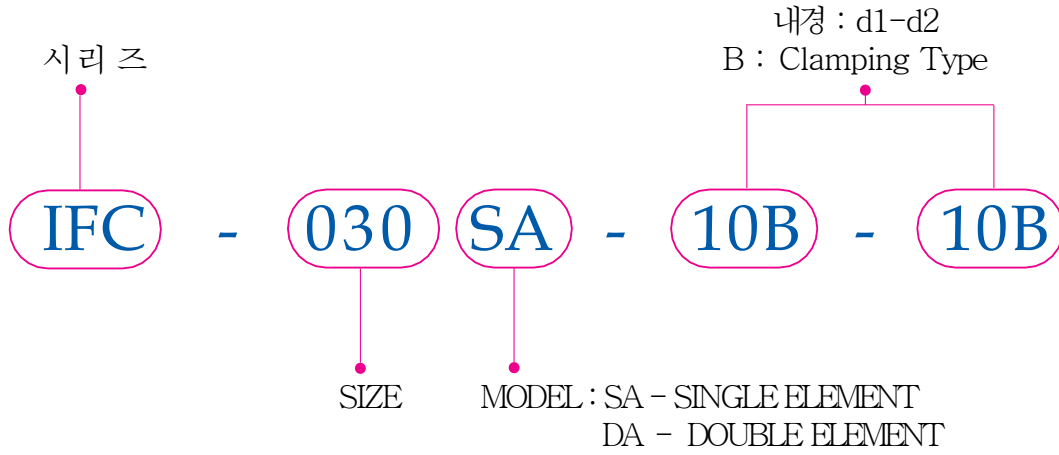 내경 : d1-d2
시리즈
B : Clamping Type
IFC - 030 SA - 10B - 10B
SIZE
MODEL : SA - SINGLE ELEMENT
DA - DOUBLE ELEMENT